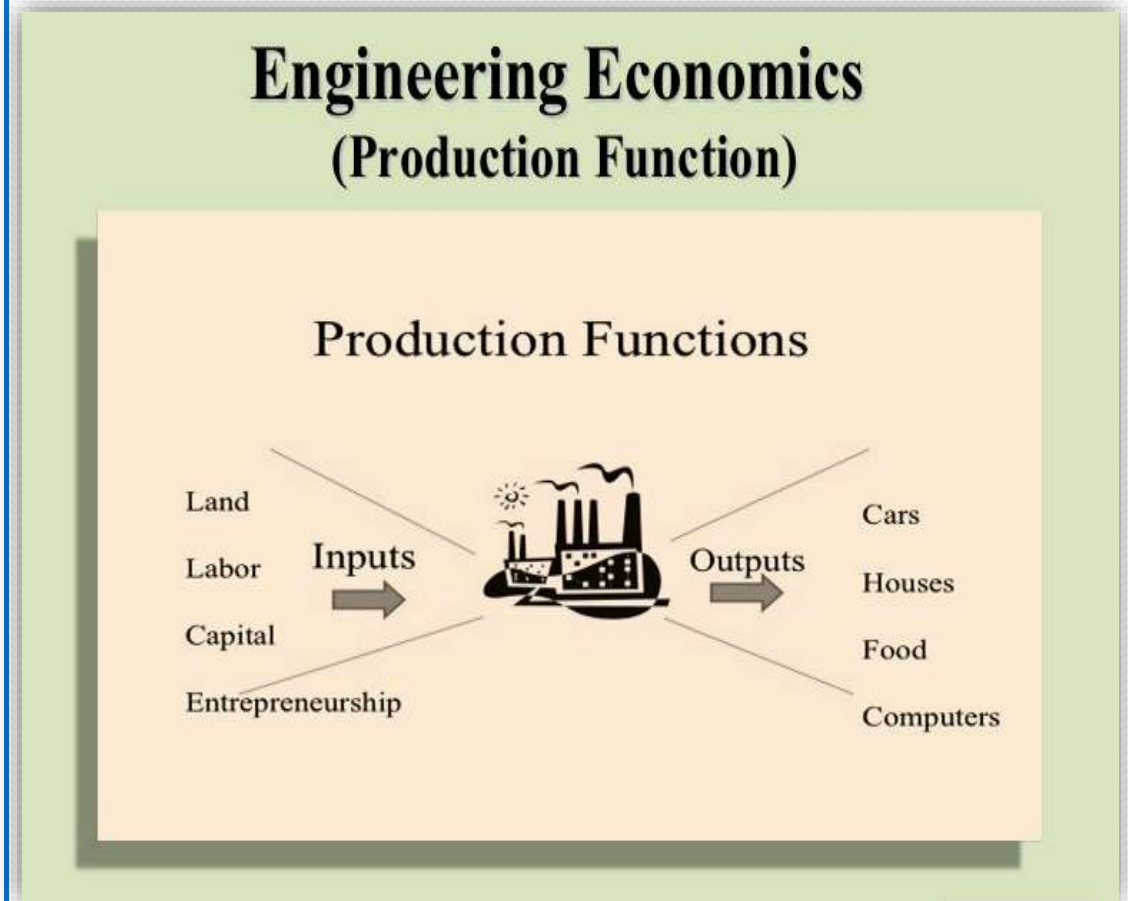 Engineering Economics
(Production Function)
Production Functions
Land
Labor
Capital
Entrepreneurship
Inputs
Outputs
Cars
Houses
Food
Computers